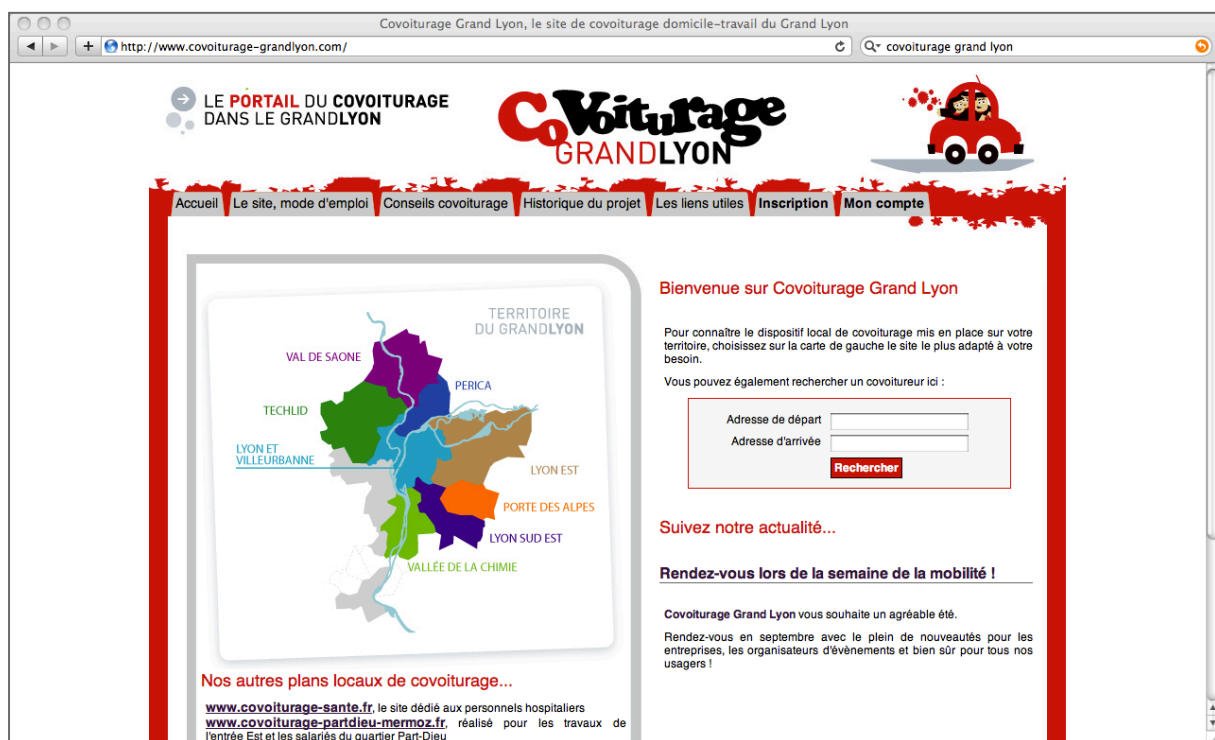 Covoiturage Grand Lyon, le site de covoiturage domicile-travail du Grand Lyon
http://www.covoiturage-grandlyon.com/
covoiturage grand lyon
LE PORTAIL DU COVOITURAGE
DANS LE GRANDLYON
CoVoiturage
GRANDLYON
Accueil Le site, mode d'emploi Conseils covoiturage Historique du projet Les liens utiles Inscription Mon compte
TERRITOIRE
DU GRANDLYON
VAL DE SAONE
PERICA
TECHLID
LYON ET
VILLEURBANNE
LYON EST
PORTE DES ALPES
LYON SUD EST
VALLÉE DE LA CHIMIE
Nos autres plans locaux de covoiturage...
www.covoiturage-sante.fr, le site dédié aux personnels hospitaliers
www.covoiturage-partdieu-mermoz.fr, réalisé pour les travaux de
l'entrée Est et les salariés du quartier Part-Dieu
Bienvenue sur Covoiturage Grand Lyon
Pour connaître le dispositif local de covoiturage mis en place sur votre
territoire, choisissez sur la carte de gauche le site le plus adapté à votre
besoin.
Vous pouvez également rechercher un covoitureur ici :
Adresse de départ
Adresse d'arrivée
Rechercher
Suivez notre actualité...
Rendez-vous lors de la semaine de la mobilité !
Covoiturage Grand Lyon vous souhaite un agréable été.
Rendez-vous en septembre avec le plein de nouveautés pour les
entreprises, les organisateurs d'évènements et bien sûr pour tous nos
usagers !